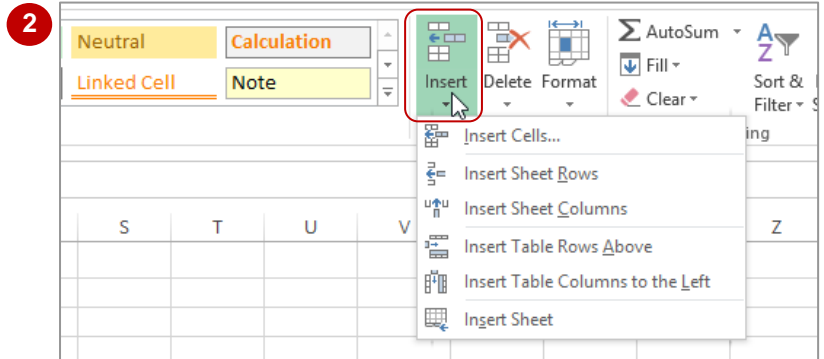 2
Neutral
Calculation
Linked Cell
Note
Insert
Delete
Format
AutoSum
Fill
Clear
A
Z
Sort &
Filter
ing
Insert Cells...
Insert Sheet Rows
Insert Sheet Columns
Insert Table Rows Above
Insert Table Columns to the Left
Insert Sheet
S T U V Z